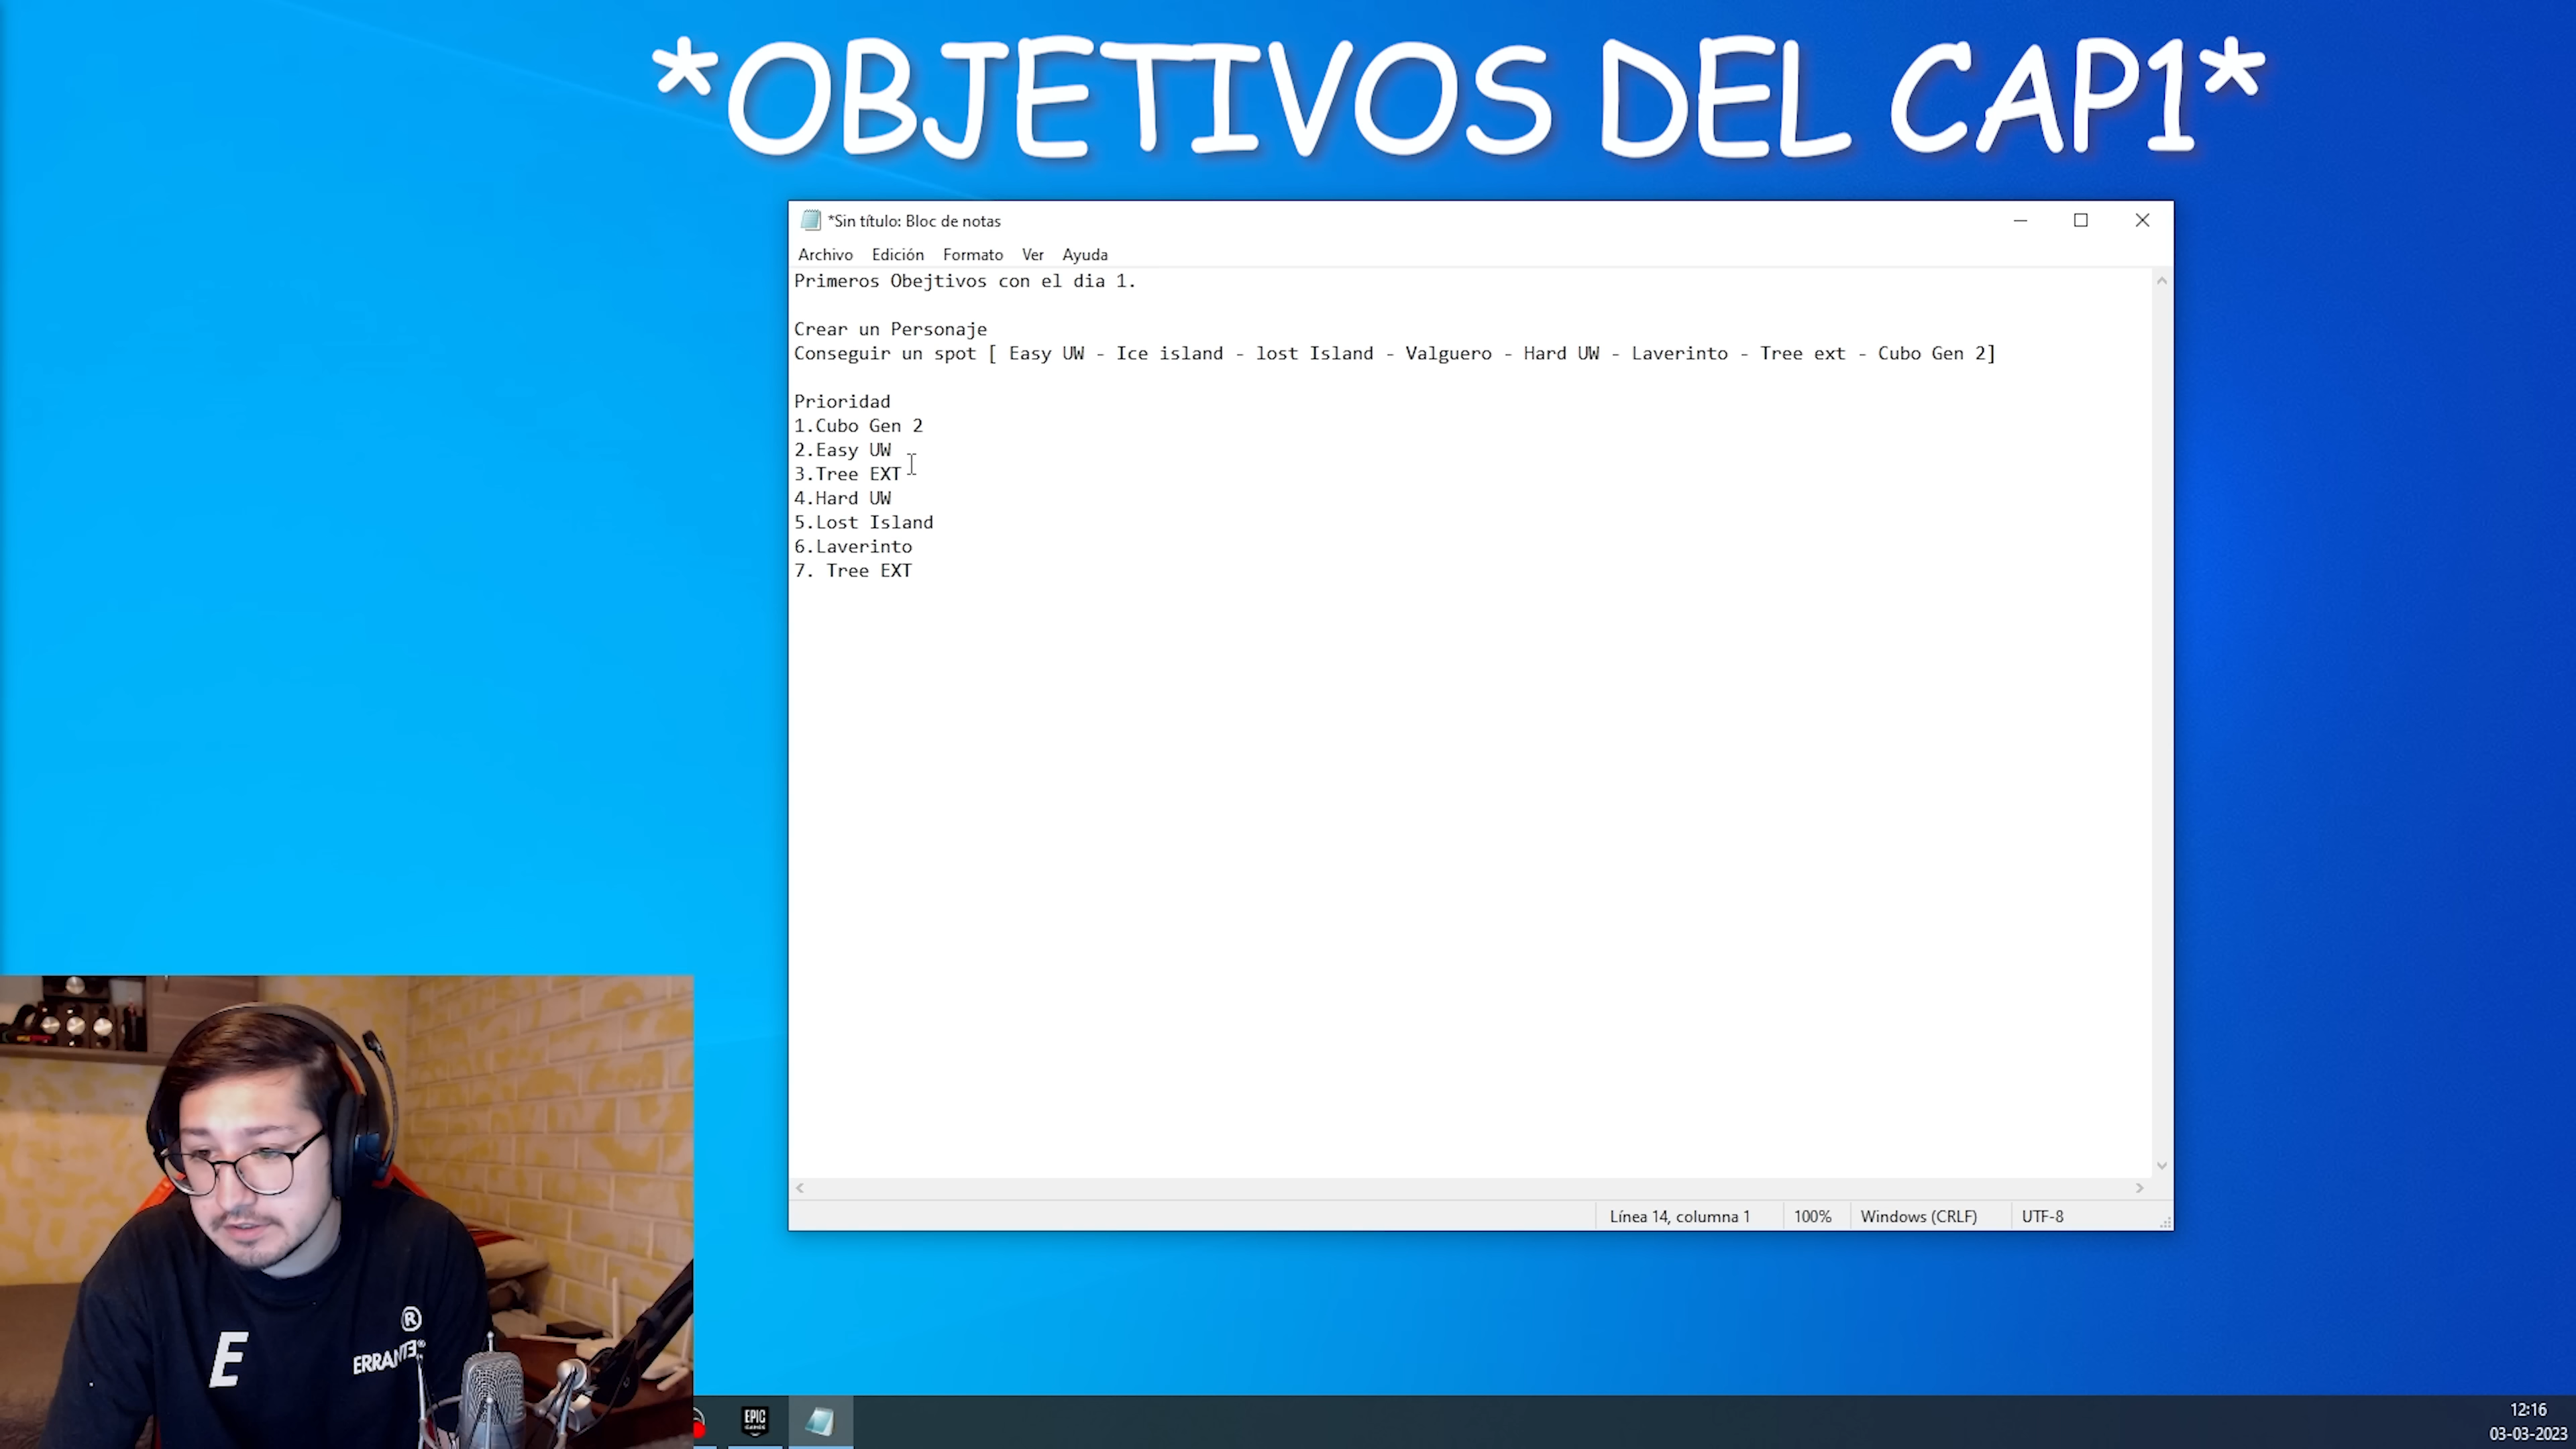 *OBJETIVOS DEL CAP1*
*Sin título: Bloc de notas
Archivo Edición Formato Ver Ayuda
Primeros Obejtivos con el dia 1.
Crear un Personaje
Conseguir un spot [ Easy UW - Ice island - lost Island - Valguero - Hard UW - Laverinto - Tree ext - Cubo Gen 2]
Prioridad
1.Cubo Gen 2
2.Easy UW
3.Tree EXT
4.Hard UW
5.Lost Island
6.Laverinto
7. Tree EXT
Línea 14, columna 1 100% Windows (CRLF) UTF-8
®
E ERRANTE®
EPIC
GAMES
12:16
03-03-2023